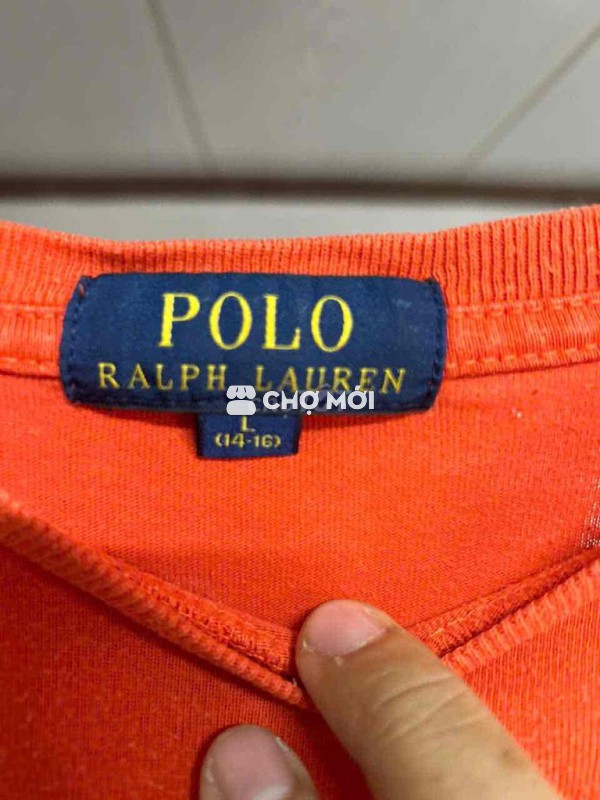 POLO
RALPH LAUREN
CHỢ MỚI
L
(14-16)